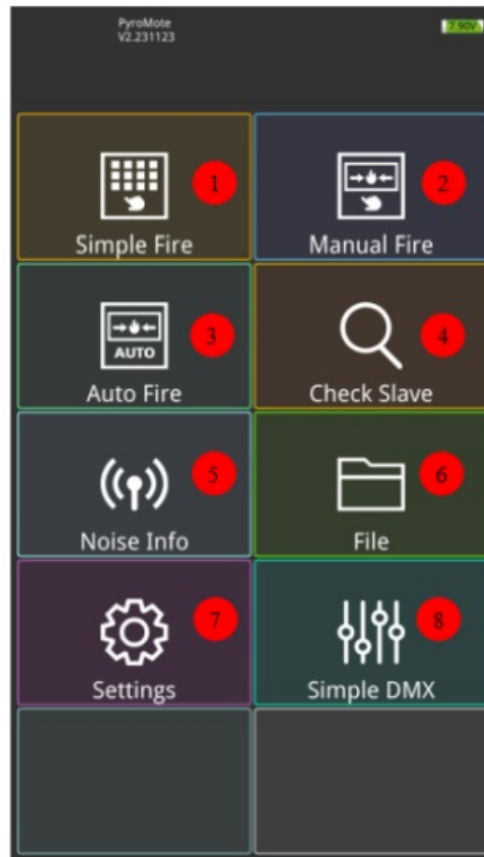 PyroMote
V2.231123
7.90V
1
2
Simple Fire
Manual Fire
3
AUTO
4
Auto Fire
Check Slave
5
6
Noise Info
File
7
8
Settings
Simple DMX